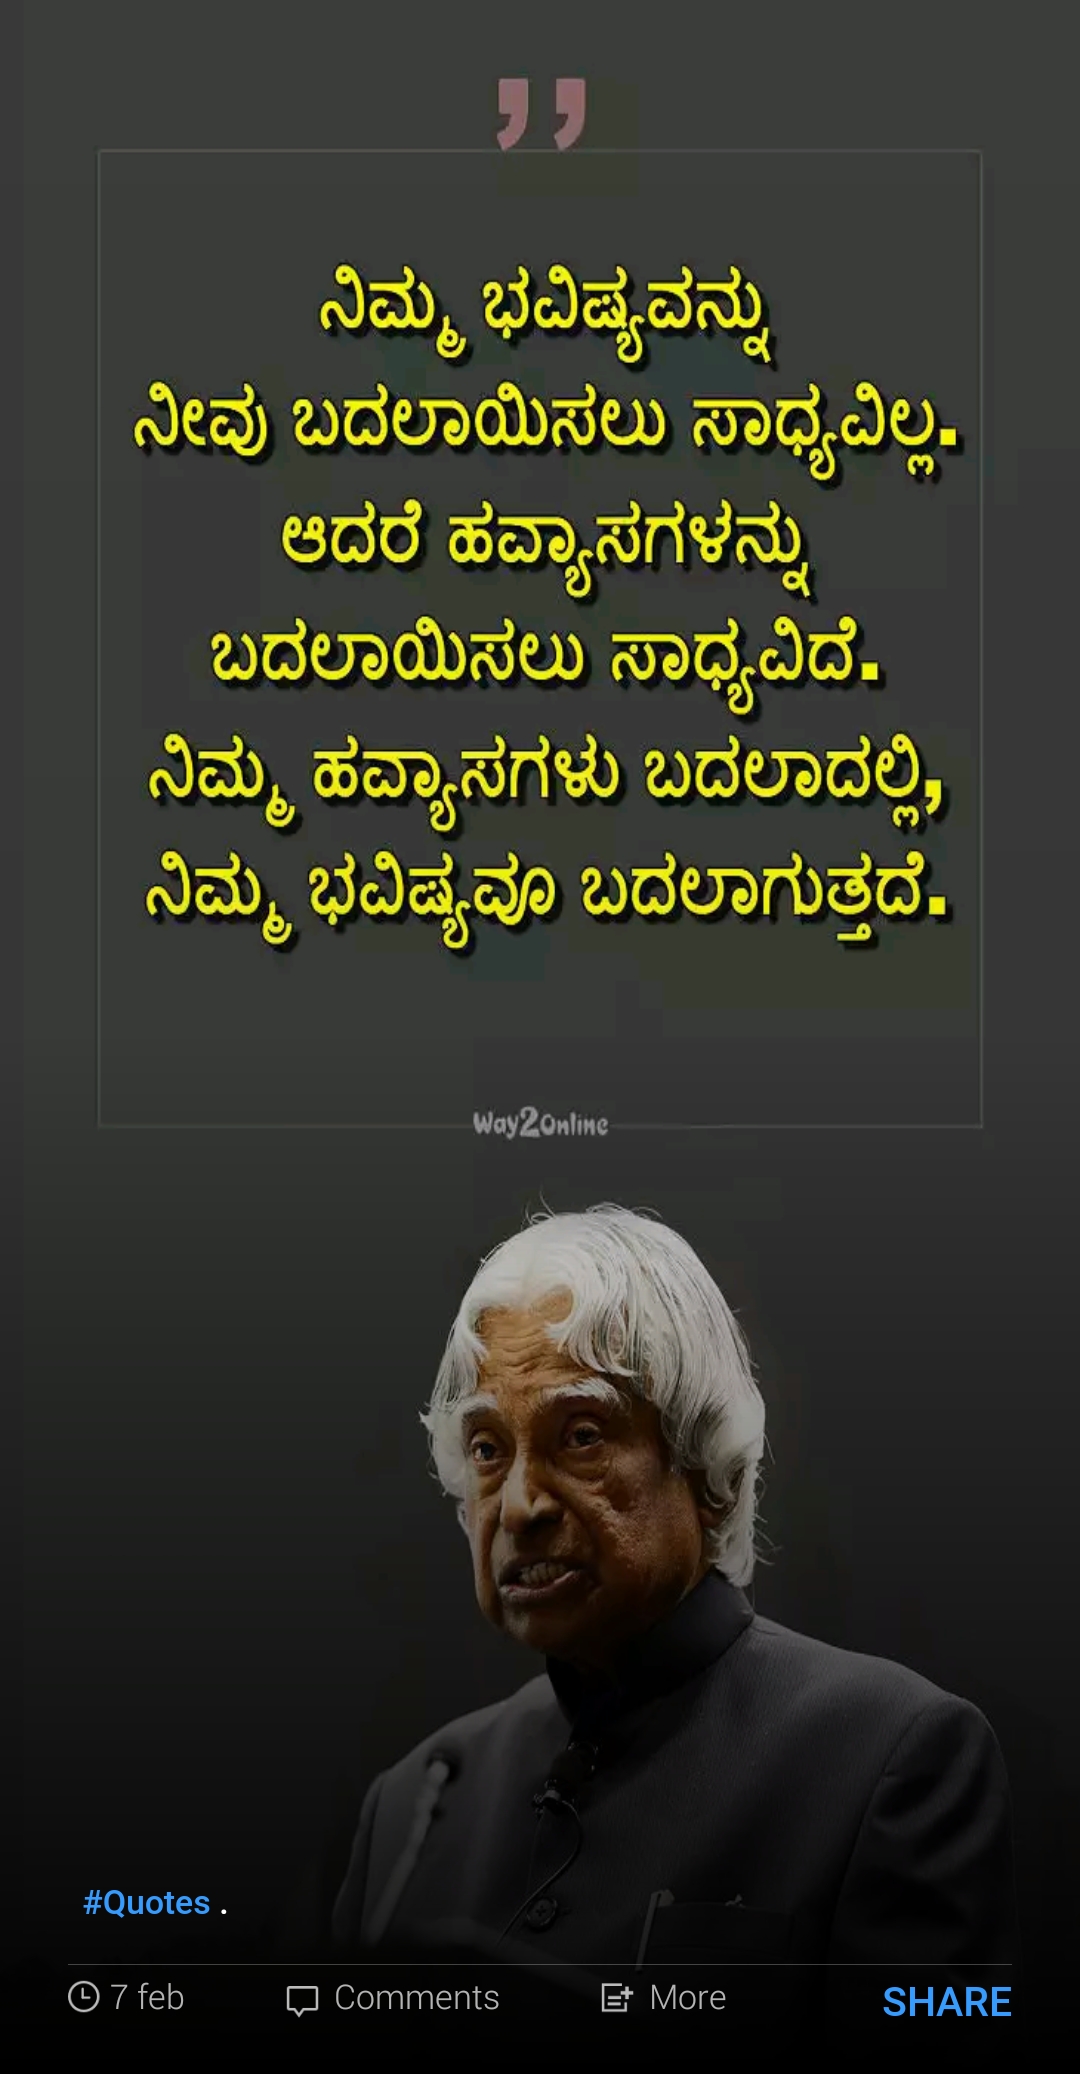 ”
ನಿಮ್ಮ ಭವಿಷ್ಯವನ್ನು
ನೀವು ಬದಲಾಯಿಸಲು ಸಾಧ್ಯವಿಲ್ಲ.
ಆದರೆ ಹವ್ಯಾಸಗಳನ್ನು
ಬದಲಾಯಿಸಲು ಸಾಧ್ಯವಿದೆ.
ನಿಮ್ಮ ಹವ್ಯಾಸಗಳು ಬದಲಾದಲ್ಲಿ,
ನಿಮ್ಮ ಭವಿಷ್ಯವೂ ಬದಲಾಗುತ್ತದೆ.
Way2Online
#Quotes .
7 feb Comments More SHARE